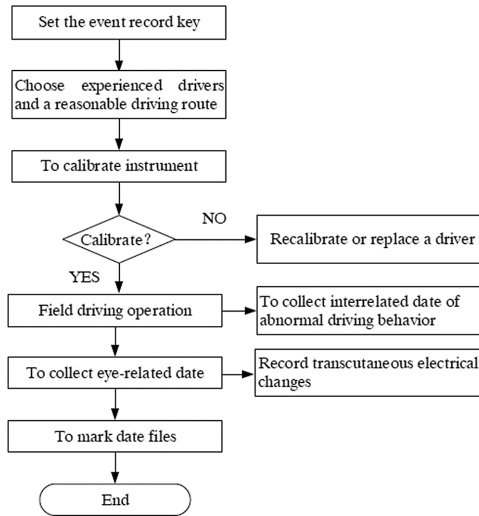 Set the event record key
Choose experienced drivers
and a reasonable driving route
To calibrate instrument
Calibrate?
NO
Recalibrate or replace a driver
YES
Field driving operation
To collect interrelated date of
abnormal driving behavior
To collect eye-related date
Record transcutaneous electrical
changes
To mark date files
End